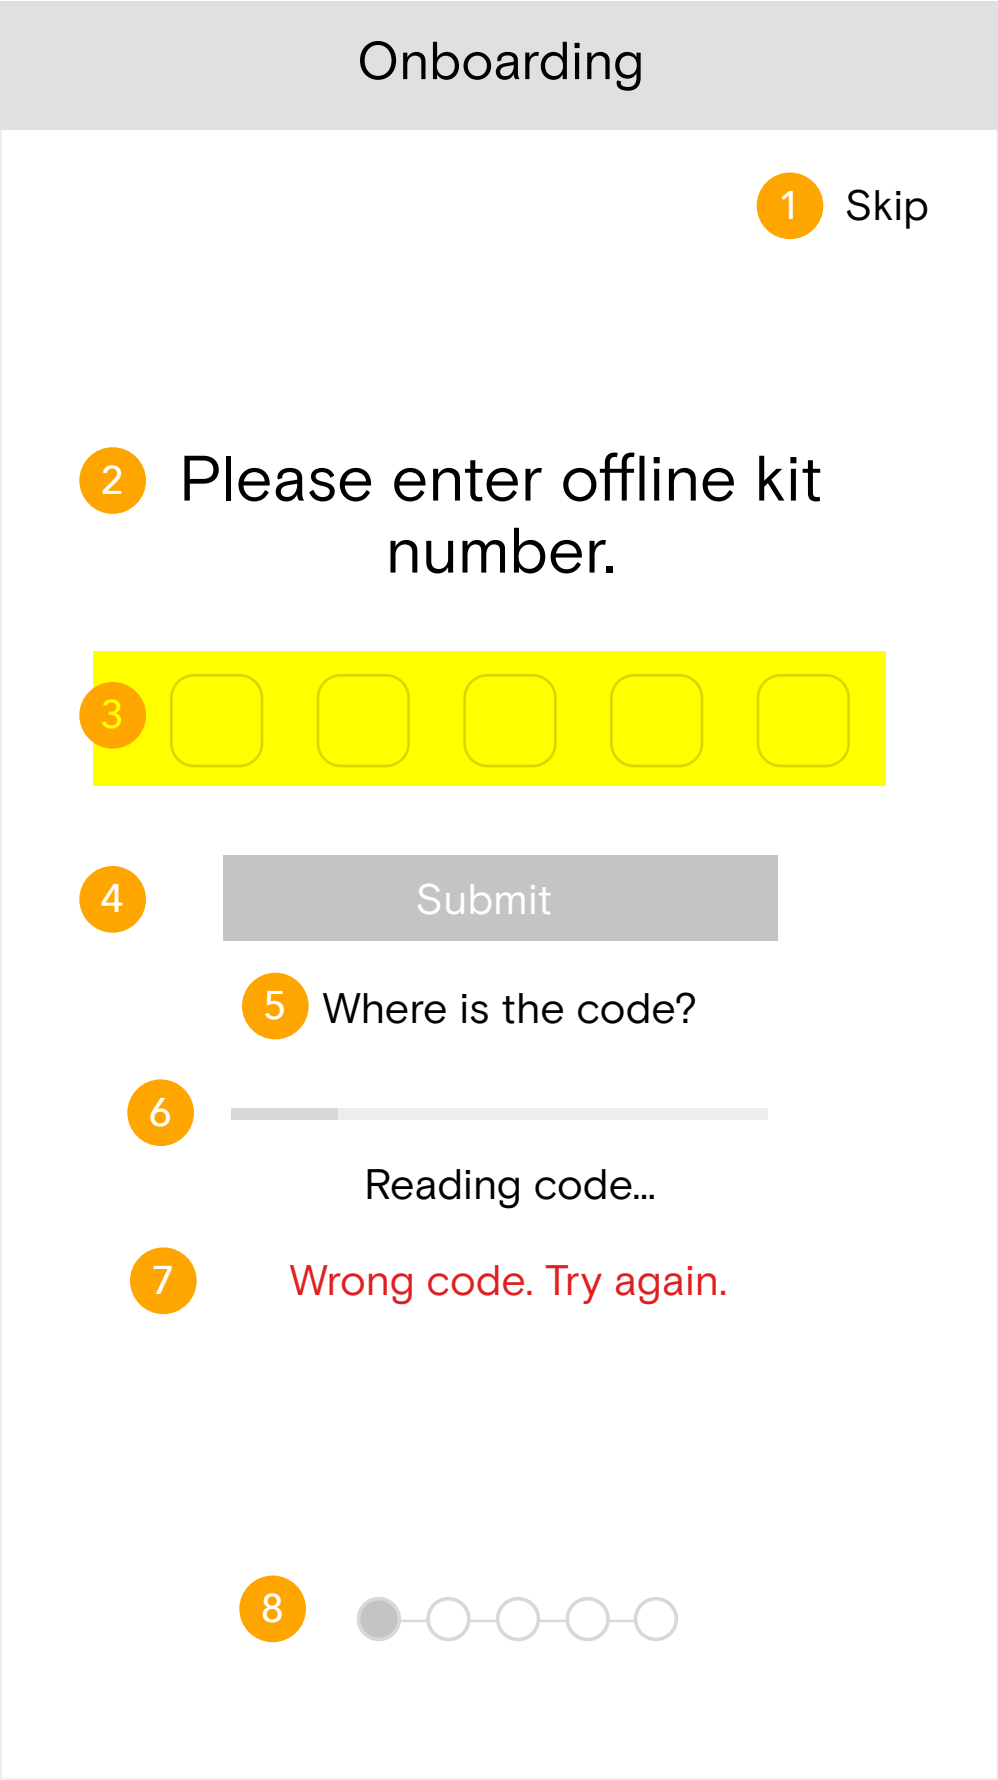 Onboarding
1 Skip
2 Please enter offline kit
number.
3
4 Submit
5 Where is the code?
6
Reading code...
7 Wrong code. Try again.
8